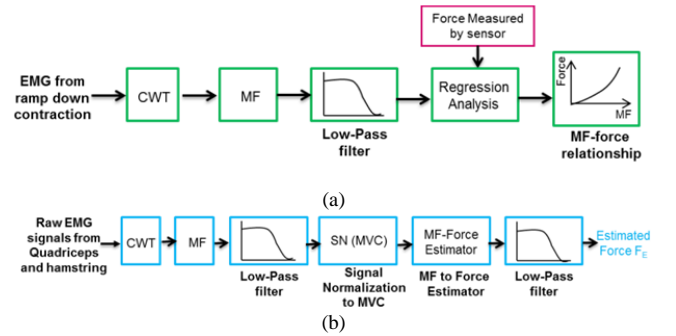 Force Measured
by sensor
EMG from
ramp down
contraction
CWT
MF
Low-Pass
filter
Regression
Analysis
Force
MF
MF-force
relationship
(a)
Raw EMG
signals from
Quadriceps
and hamstring
CWT
MF
Low-Pass
filter
SN (MVC)
Signal
Normalization
to MVC
MF-Force
Estimator
MF to Force
Estimator
Low-Pass
filter
Estimated
Force F_E
(b)